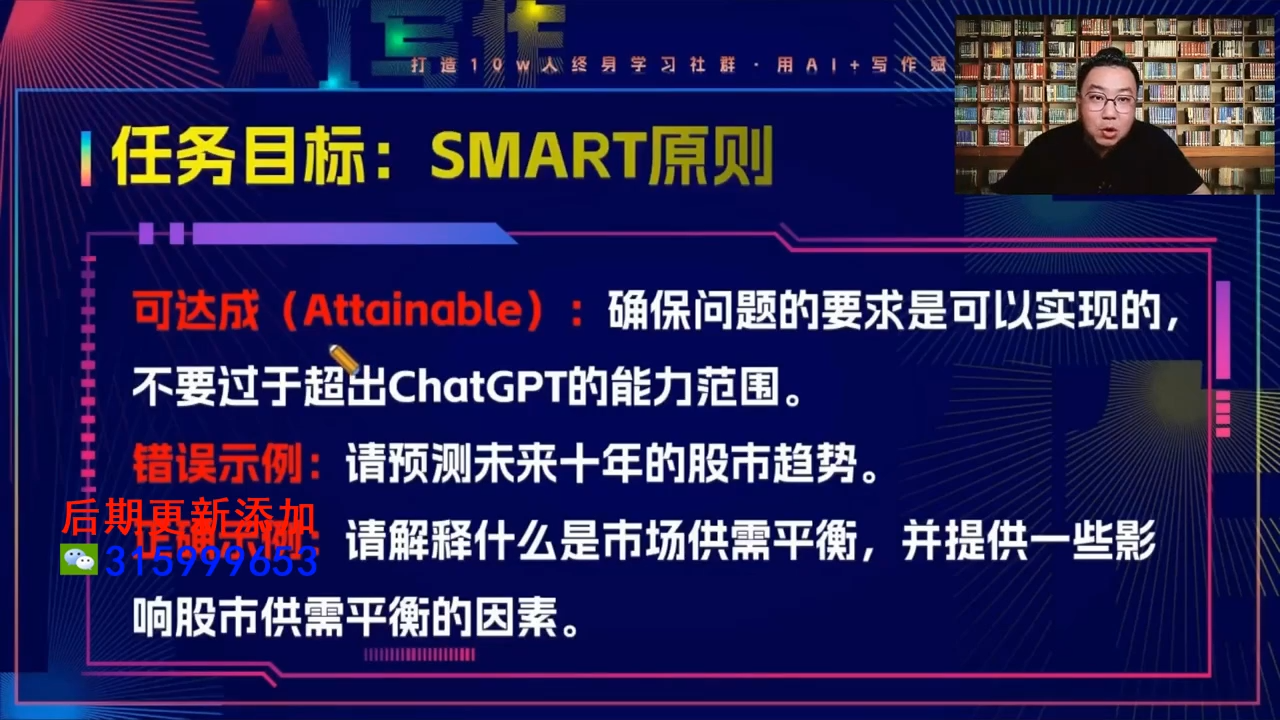 AI写作
打造10w人终身学习社群·用AI+写作赋
任务目标：SMART原则
可达成（Attainable）：确保问题的要求是可以实现的，
不要过于超出ChatGPT的能力范围。
错误示例：请预测未来十年的股市趋势。
后期更新添加
正确示例：请解释什么是市场供需平衡，并提供一些影
315999653
响股市供需平衡的因素。